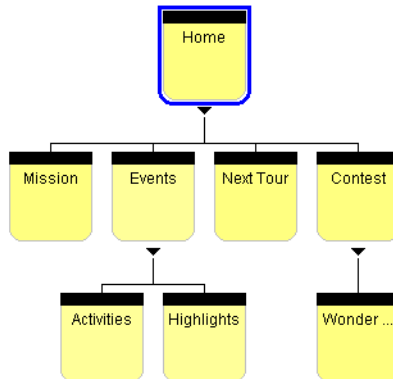 Home
Mission
Events
Next Tour
Contest
Activities
Highlights
Wonder ...